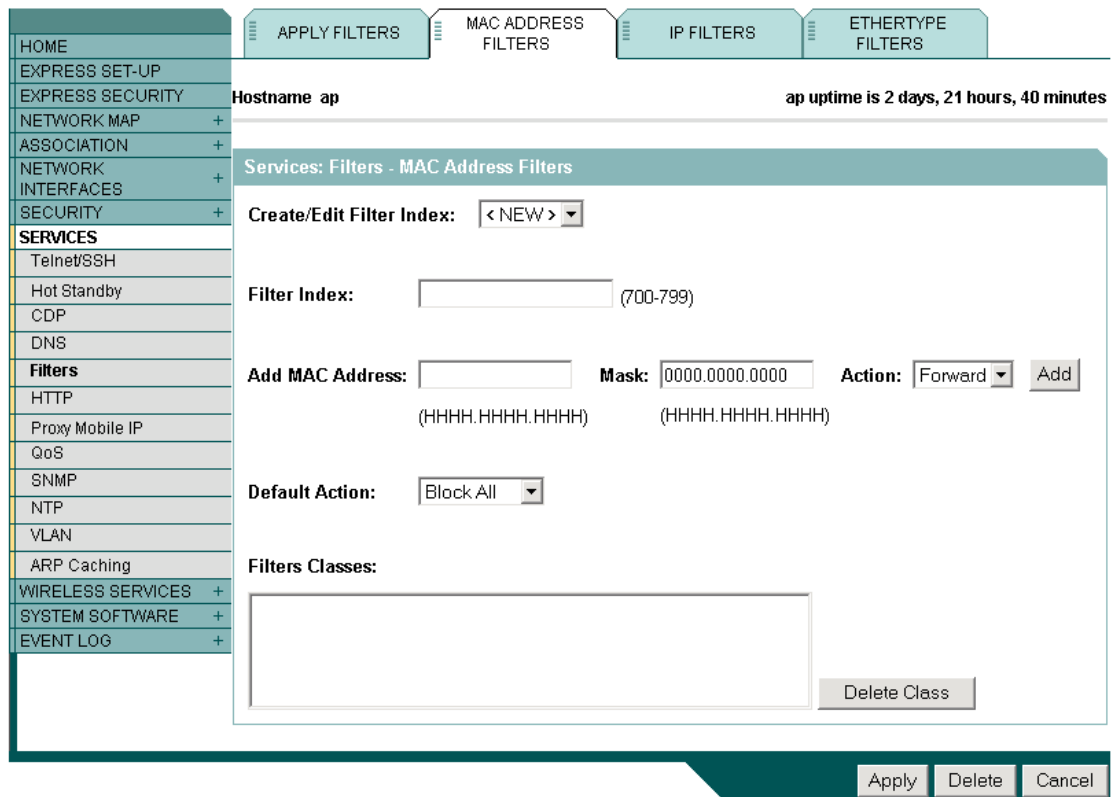 APPLY FILTERS
MAC ADDRESS
FILTERS
IP FILTERS
ETHERTYPE
FILTERS
HOME
EXPRESS SET-UP
EXPRESS SECURITY
NETWORK MAP +
ASSOCIATION +
NETWORK
INTERFACES +
SECURITY +
SERVICES
Telnet/SSH
Hot Standby
CDP
DNS
Filters
HTTP
Proxy Mobile IP
QoS
SNMP
NTP
VLAN
ARP Caching
WIRELESS SERVICES +
SYSTEM SOFTWARE +
EVENT LOG +
Hostname ap
ap uptime is 2 days, 21 hours, 40 minutes
Services: Filters - MAC Address Filters
Create/Edit Filter Index: < NEW >
Filter Index: (700-799)
Add MAC Address: Mask: 0000.0000.0000 Action: Forward Add
(HHHH.HHHH.HHHH) (HHHH.HHHH.HHHH)
Default Action: Block All
Filters Classes:
Delete Class
Apply Delete Cancel